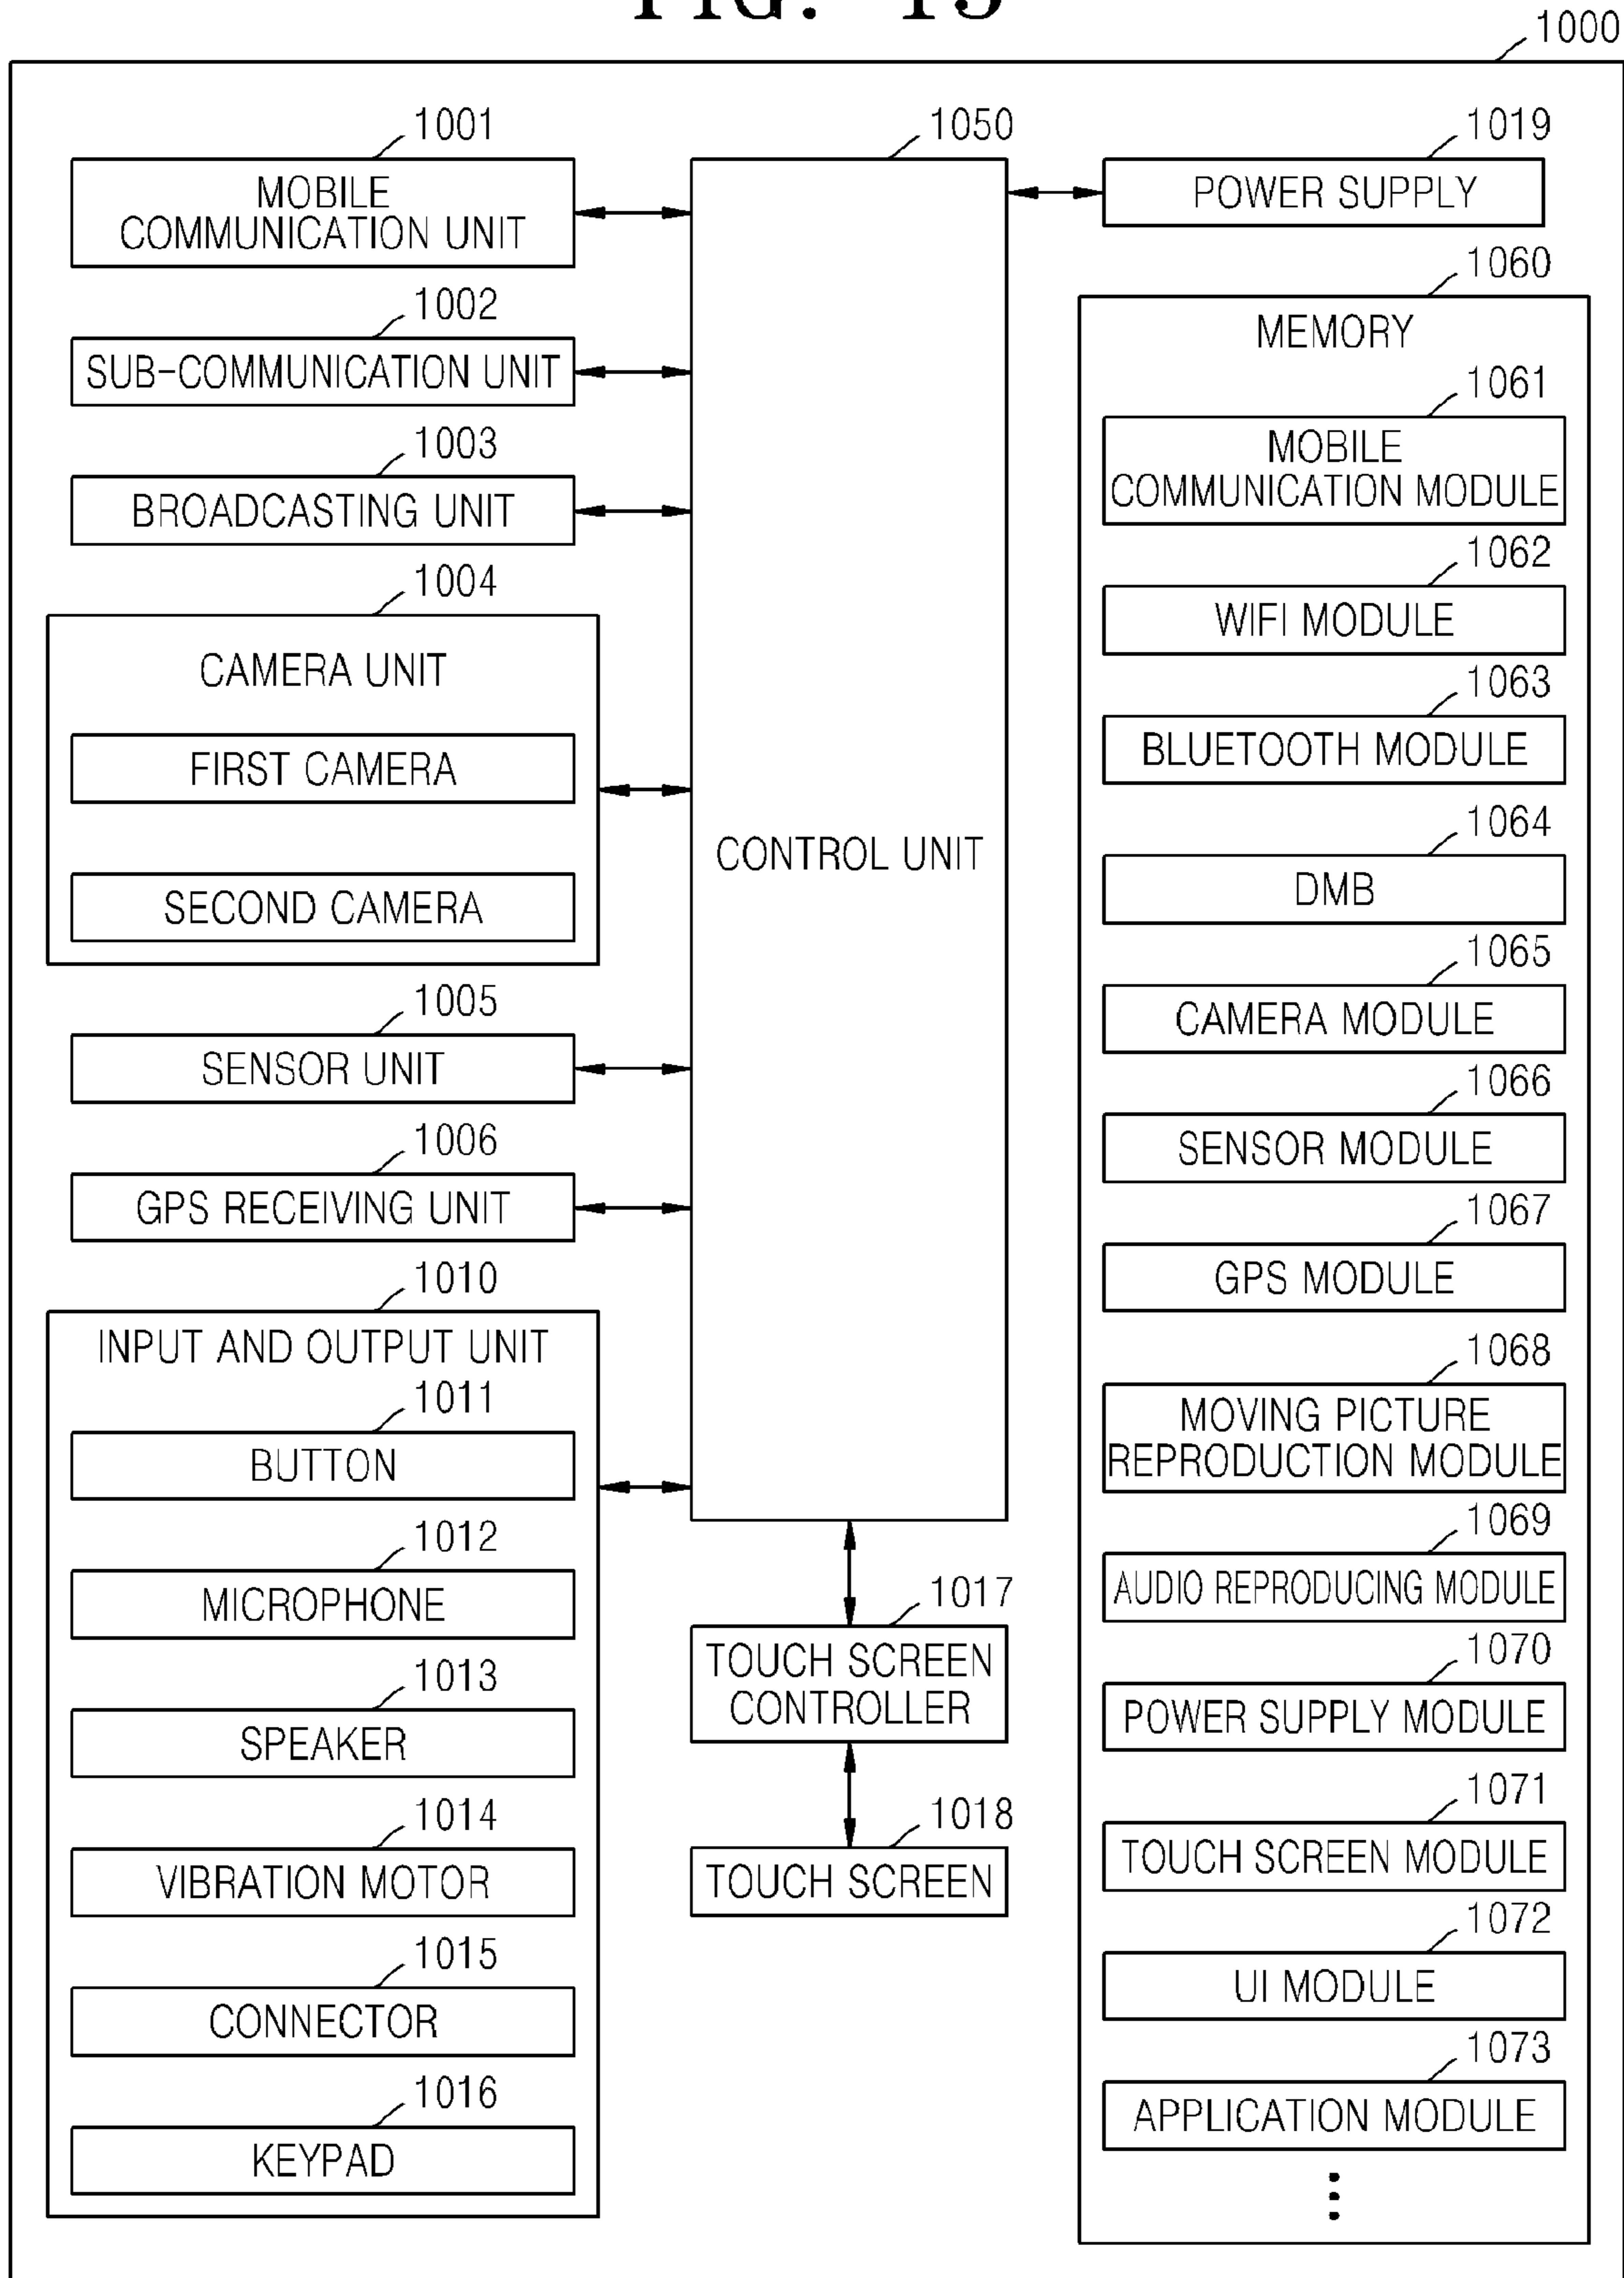 FIG.
1000
1001
MOBILE
COMMUNICATION UNIT
1002
SUB-COMMUNICATION UNIT
1003
BROADCASTING UNIT
1004
CAMERA UNIT
FIRST CAMERA
SECOND CAMERA
1005
SENSOR UNIT
1006
GPS RECEIVING UNIT
1010
INPUT AND OUTPUT UNIT
1011
BUTTON
1012
MICROPHONE
1013
SPEAKER
1014
VIBRATION MOTOR
1015
CONNECTOR
1016
KEYPAD
1050
CONTROL UNIT
1017
TOUCH SCREEN
CONTROLLER
1018
TOUCH SCREEN
1019
POWER SUPPLY
1060
MEMORY
1061
MOBILE
COMMUNICATION MODULE
1062
WIFI MODULE
1063
BLUETOOTH MODULE
1064
DMB
1065
CAMERA MODULE
1066
SENSOR MODULE
1067
GPS MODULE
1068
MOVING PICTURE
REPRODUCTION MODULE
1069
AUDIO REPRODUCING MODULE
1070
POWER SUPPLY MODULE
1071
TOUCH SCREEN MODULE
1072
UI MODULE
1073
APPLICATION MODULE